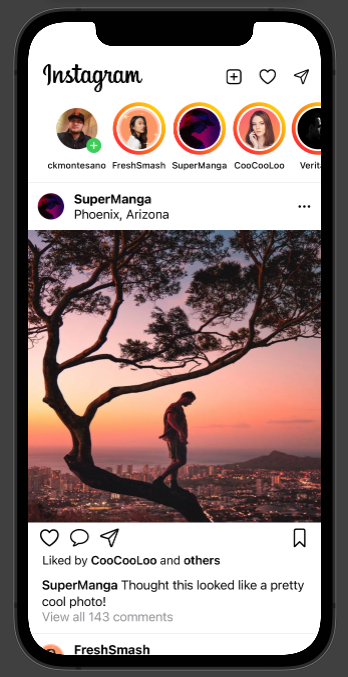 Instagram
ckmontesano FreshSmash SuperManga CooCooLoo Verit
SuperManga
Phoenix, Arizona
Liked by CooCooLoo and others
SuperManga Thought this looked like a pretty
cool photo!
View all 143 comments
FreshSmash